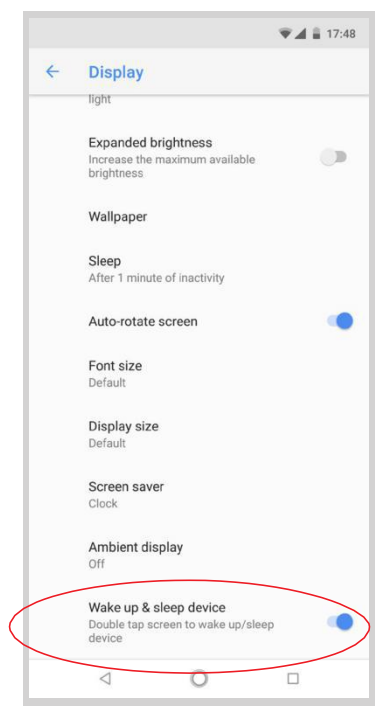 17:48
Display
light
Expanded brightness
Increase the maximum available
brightness
Wallpaper
Sleep
After 1 minute of inactivity
Auto-rotate screen
Font size
Default
Display size
Default
Screen saver
Clock
Ambient display
Off
Wake up & sleep device
Double tap screen to wake up/sleep
device